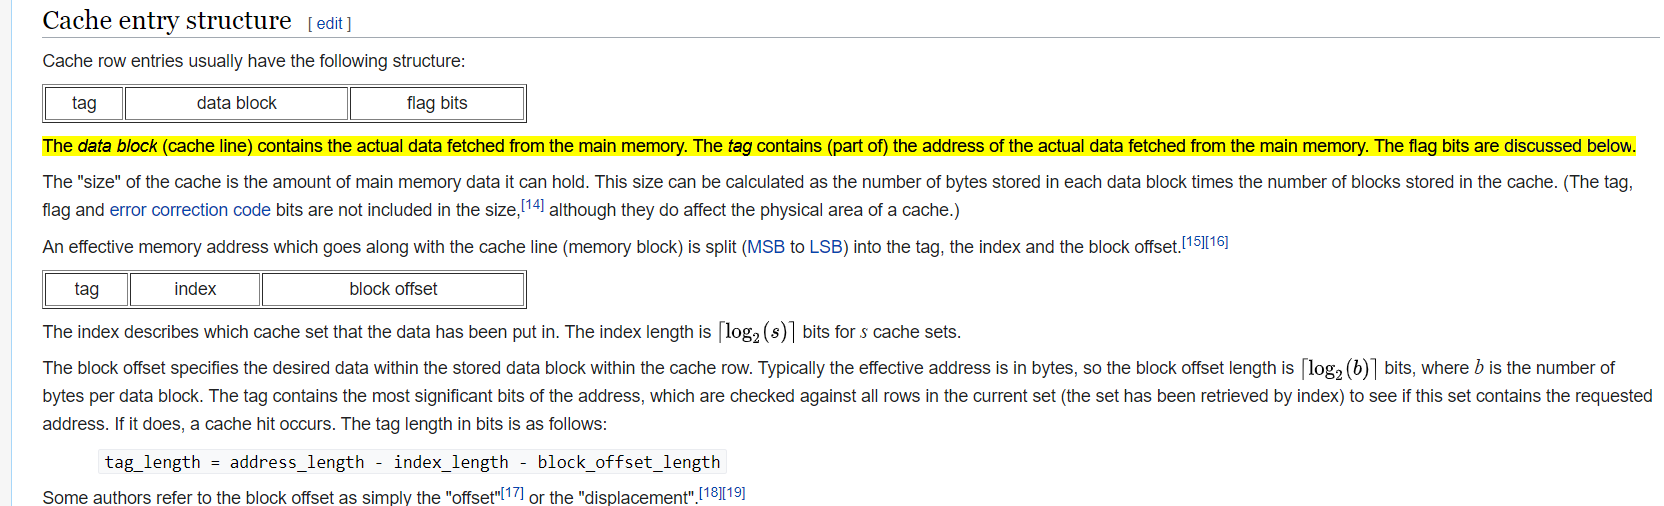 Cache entry structure [ edit ]
Cache row entries usually have the following structure:
tag data block flag bits
The data block (cache line) contains the actual data fetched from the main memory. The tag contains (part of) the address of the actual data fetched from the main memory. The flag bits are discussed below.
The "size" of the cache is the amount of main memory data it can hold. This size can be calculated as the number of bytes stored in each data block times the number of blocks stored in the cache. (The tag,
flag and error correction code bits are not included in the size,[14] although they do affect the physical area of a cache.)
An effective memory address which goes along with the cache line (memory block) is split (MSB to LSB) into the tag, the index and the block offset.[15][16]
tag index block offset
The index describes which cache set that the data has been put in. The index length is ⌈log₂(s)⌉ bits for s cache sets.
The block offset specifies the desired data within the stored data block within the cache row. Typically the effective address is in bytes, so the block offset length is ⌈log₂(b)⌉ bits, where b is the number of
bytes per data block. The tag contains the most significant bits of the address, which are checked against all rows in the current set (the set has been retrieved by index) to see if this set contains the requested
address. If it does, a cache hit occurs. The tag length in bits is as follows:
tag_length = address_length - index_length - block_offset_length
Some authors refer to the block offset as simply the "offset"[17] or the "displacement".[18][19]